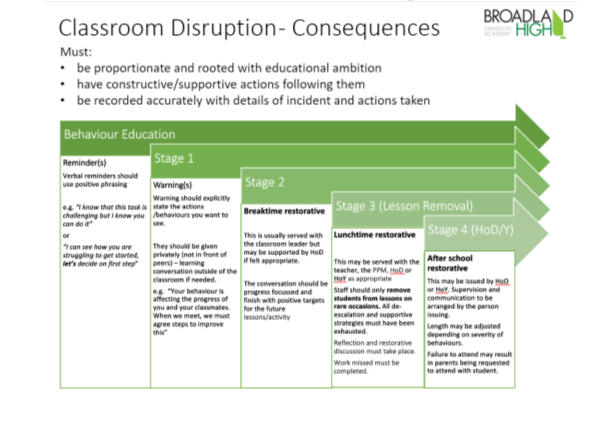 Classroom Disruption- Consequences
BROADLAND
ORMISTON
ACADEMY
HIGH
Must:
• be proportionate and rooted with educational ambition
• have constructive/supportive actions following them
• be recorded accurately with details of incident and actions taken
Behaviour Education
Reminder(s)
Verbal reminders should
use positive phrasing
e.g. "I know that this task is
challenging but I know you
can do it"
or
"I can see how you are
struggling to get started,
let's decide on first step"
Stage 1
Warning(s)
Warning should explicitly
state the actions
/behaviours you want to
see.
They should be given
privately (not in front of
peers) – learning
conversation outside of the
classroom if needed.
e.g. "Your behaviour is
affecting the progress of
you and your classmates.
When we meet, we must
agree steps to improve
this"
Stage 2
Breaktime restorative
This is usually served with
the classroom leader but
may be supported by HoD
if felt appropriate.
The conversation should be
progress focussed and
finish with positive targets
for the future
lessons/activity
Stage 3 (Lesson Removal)
Lunchtime restorative
This may be served with the
teacher, the PPM, HoD or
HoY as appropriate
Staff should only remove
students from lessons on
rare occasions. All de-
escalation and supportive
strategies must have been
exhausted.
Reflection and restorative
discussion must take place.
Work missed must be
completed.
Stage 4 (HoD/Y)
After school
restorative
This may be issued by HoD
or HoY. Supervision and
communication to be
arranged by the person
issuing.
Length may be adjusted
depending on severity of
behaviours.
Failure to attend may result
in parents being requested
to attend with student.